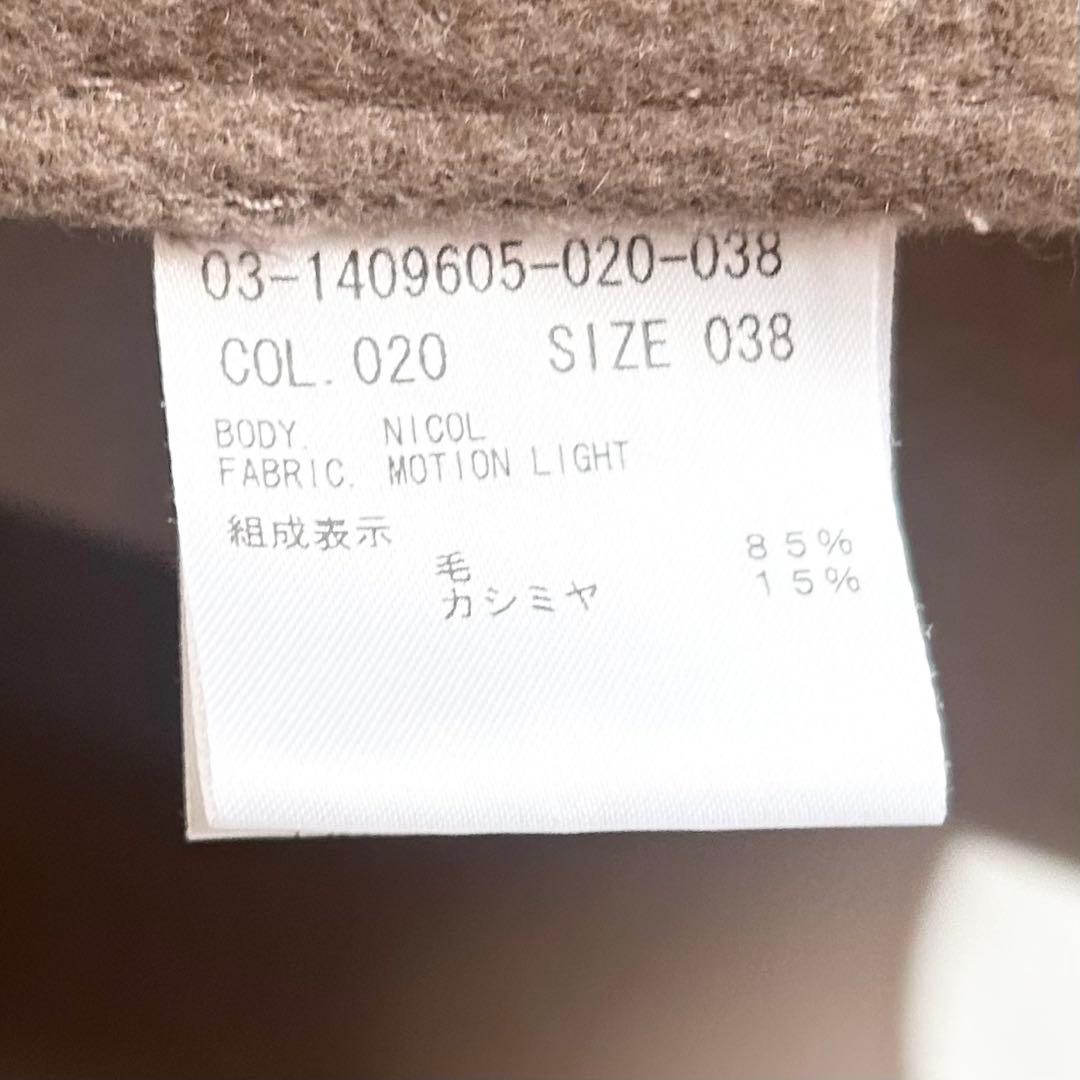 03-1409605-020-038
COL. 020 SIZE 038
BODY. NICOL
FABRIC. MOTION LIGHT
組成表示
毛 85%
カシミヤ 15%